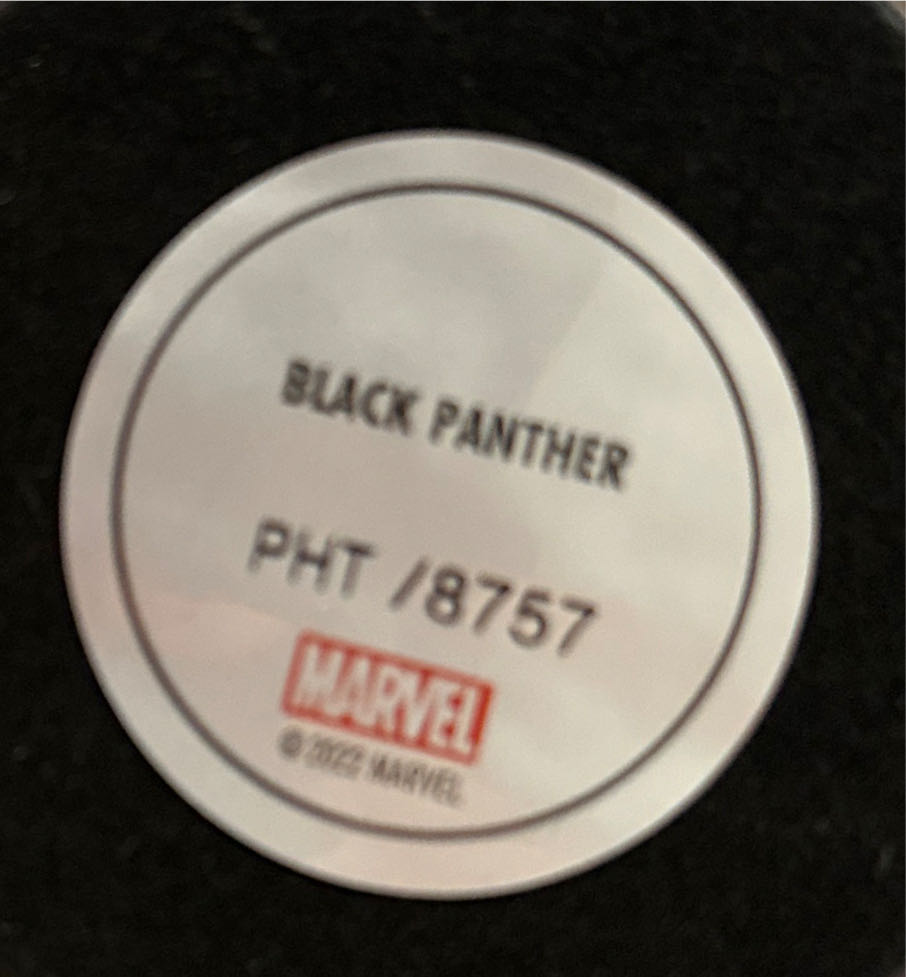 BLACK PANTHER
PHT /8757
MARVEL
© 2022 MARVEL